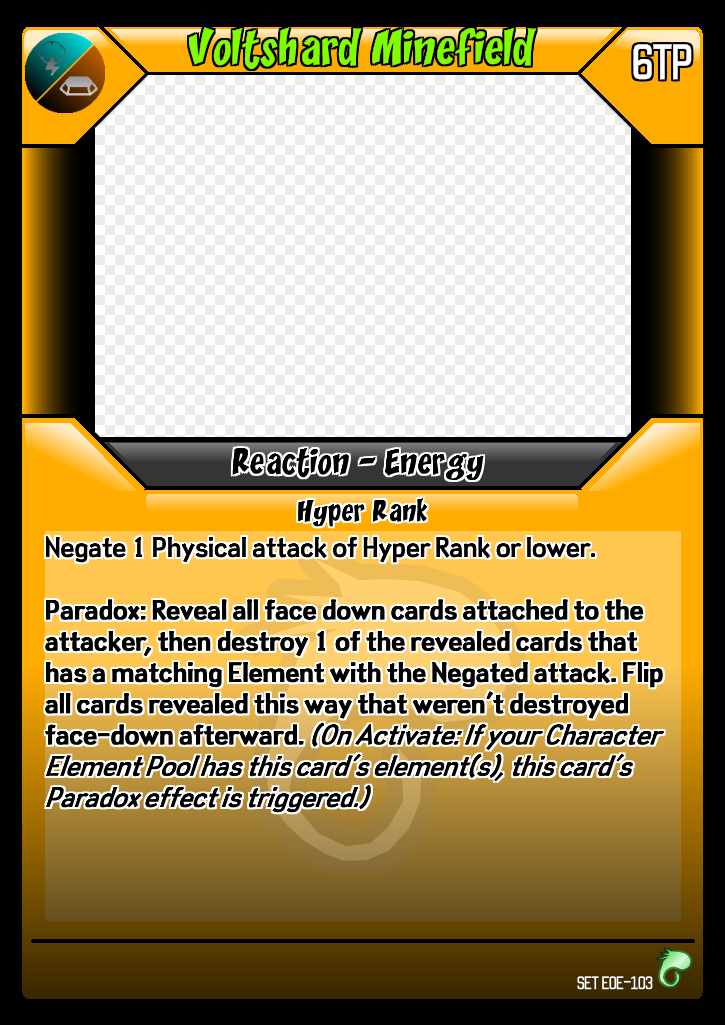 Voltshard Minefield
6TP
Reaction - Energy
Hyper Rank
Negate 1 Physical attack of Hyper Rank or lower.
Paradox: Reveal all face down cards attached to the
attacker, then destroy 1 of the revealed cards that
has a matching Element with the Negated attack. Flip
all cards revealed this way that weren't destroyed
face-down afterward. (On Activate: If your Character
Element Pool has this card's element(s), this card's
Paradox effect is triggered.)
SET EOE-103